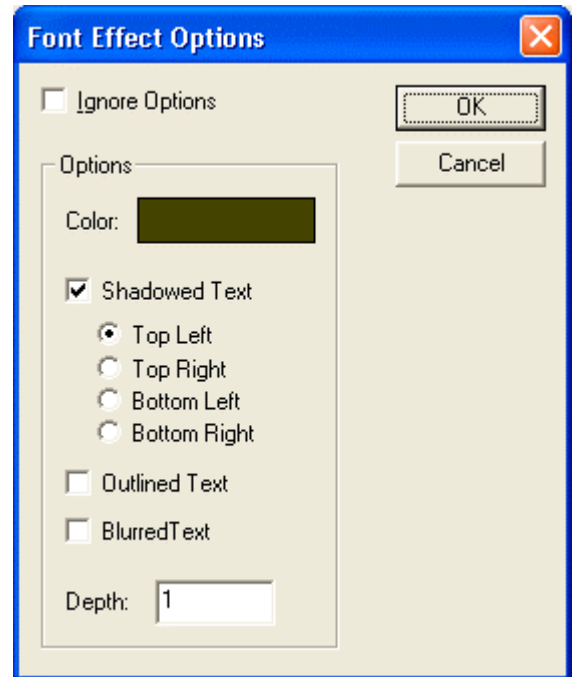 Font Effect Options
Ignore Options
OK
Cancel
Options
Color:
Shadowed Text
Top Left
Top Right
Bottom Left
Bottom Right
Outlined Text
BlurredText
Depth: 1